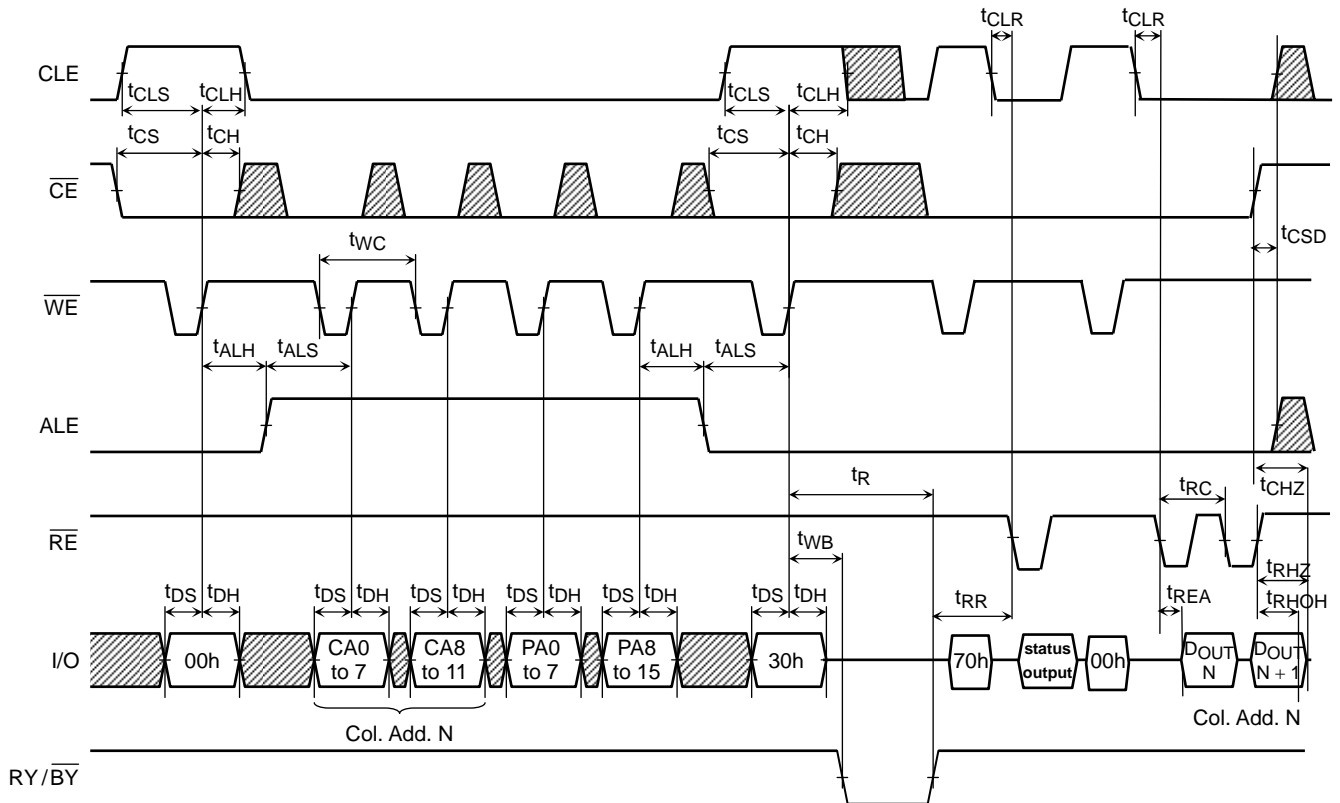 tCLR tCLR
CLE
tCLS tCLH tCLS tCLH
tCS tCH tCS tCH
CE
tCSD
tWC
WE
tALH tALS tALH tALS
ALE
tR
tCHZ
tRC
RE
tWB
tRHZ
tDS tDH tDS tDH tDS tDH tDS tDH tDS tDH tDS tDH tRR tREA tRHOH
I/O 00h CA0 to 7 CA8 to 11 PA0 to 7 PA8 to 15 30h 70h status output 00h DOUT N DOUT N + 1
Col. Add. N Col. Add. N
RY/BY